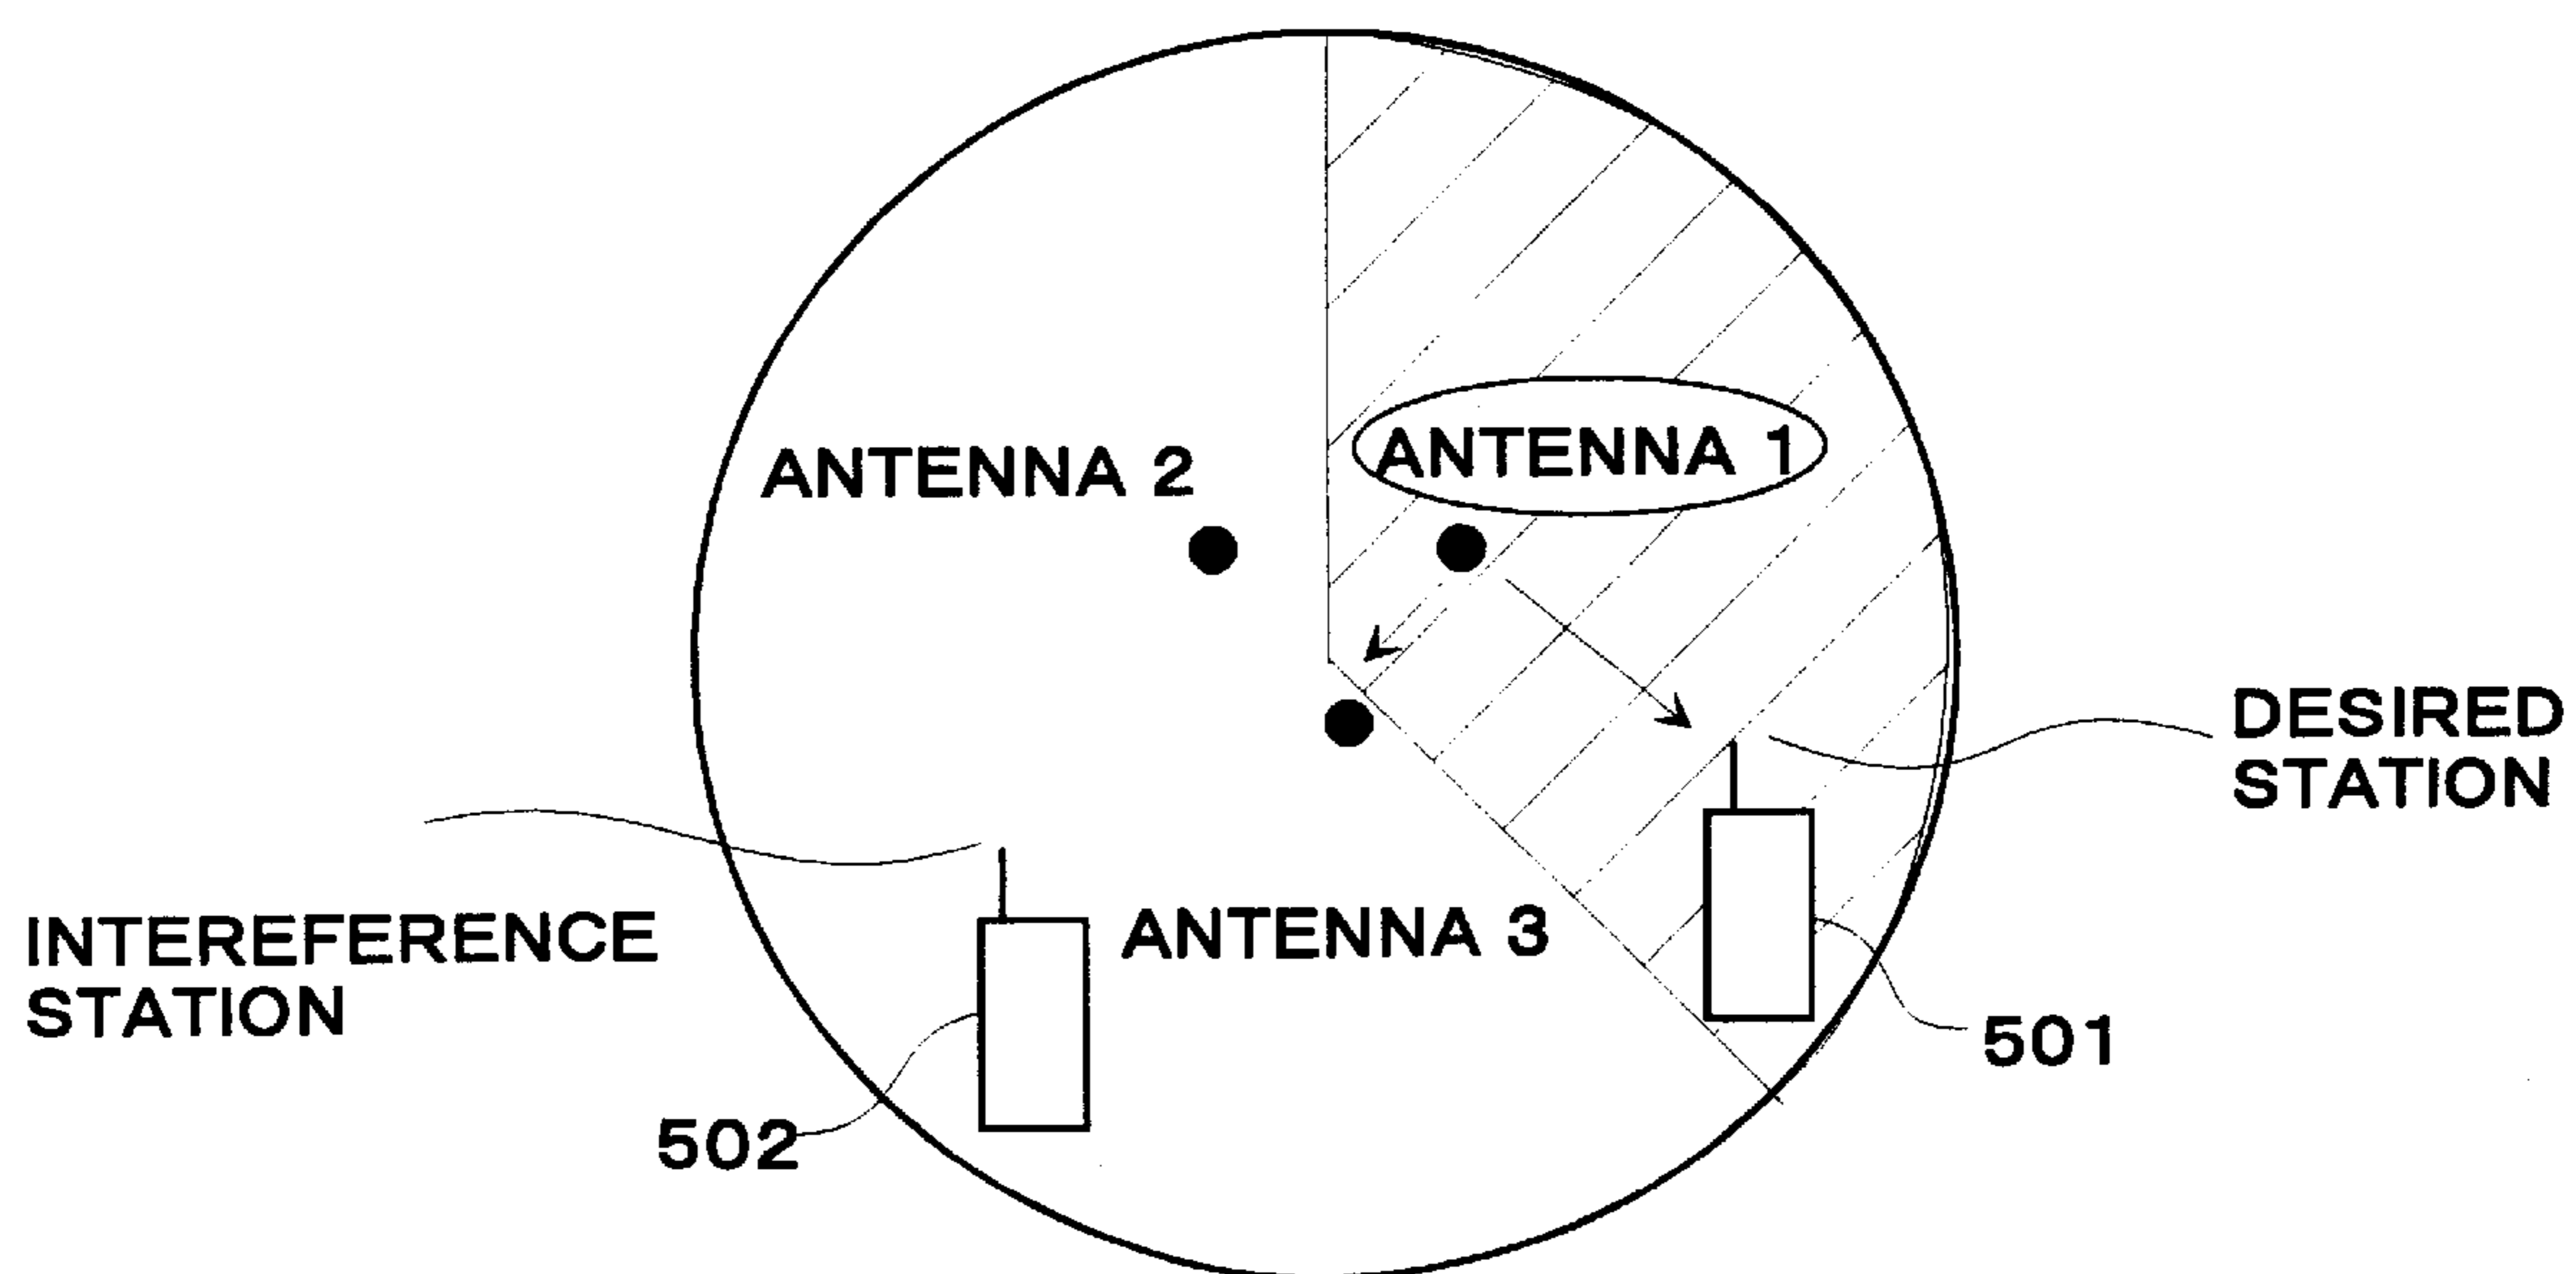 ANTENNA 2
ANTENNA 1
DESIRED
STATION
INTEREFERENCE
STATION
ANTENNA 3
501
502